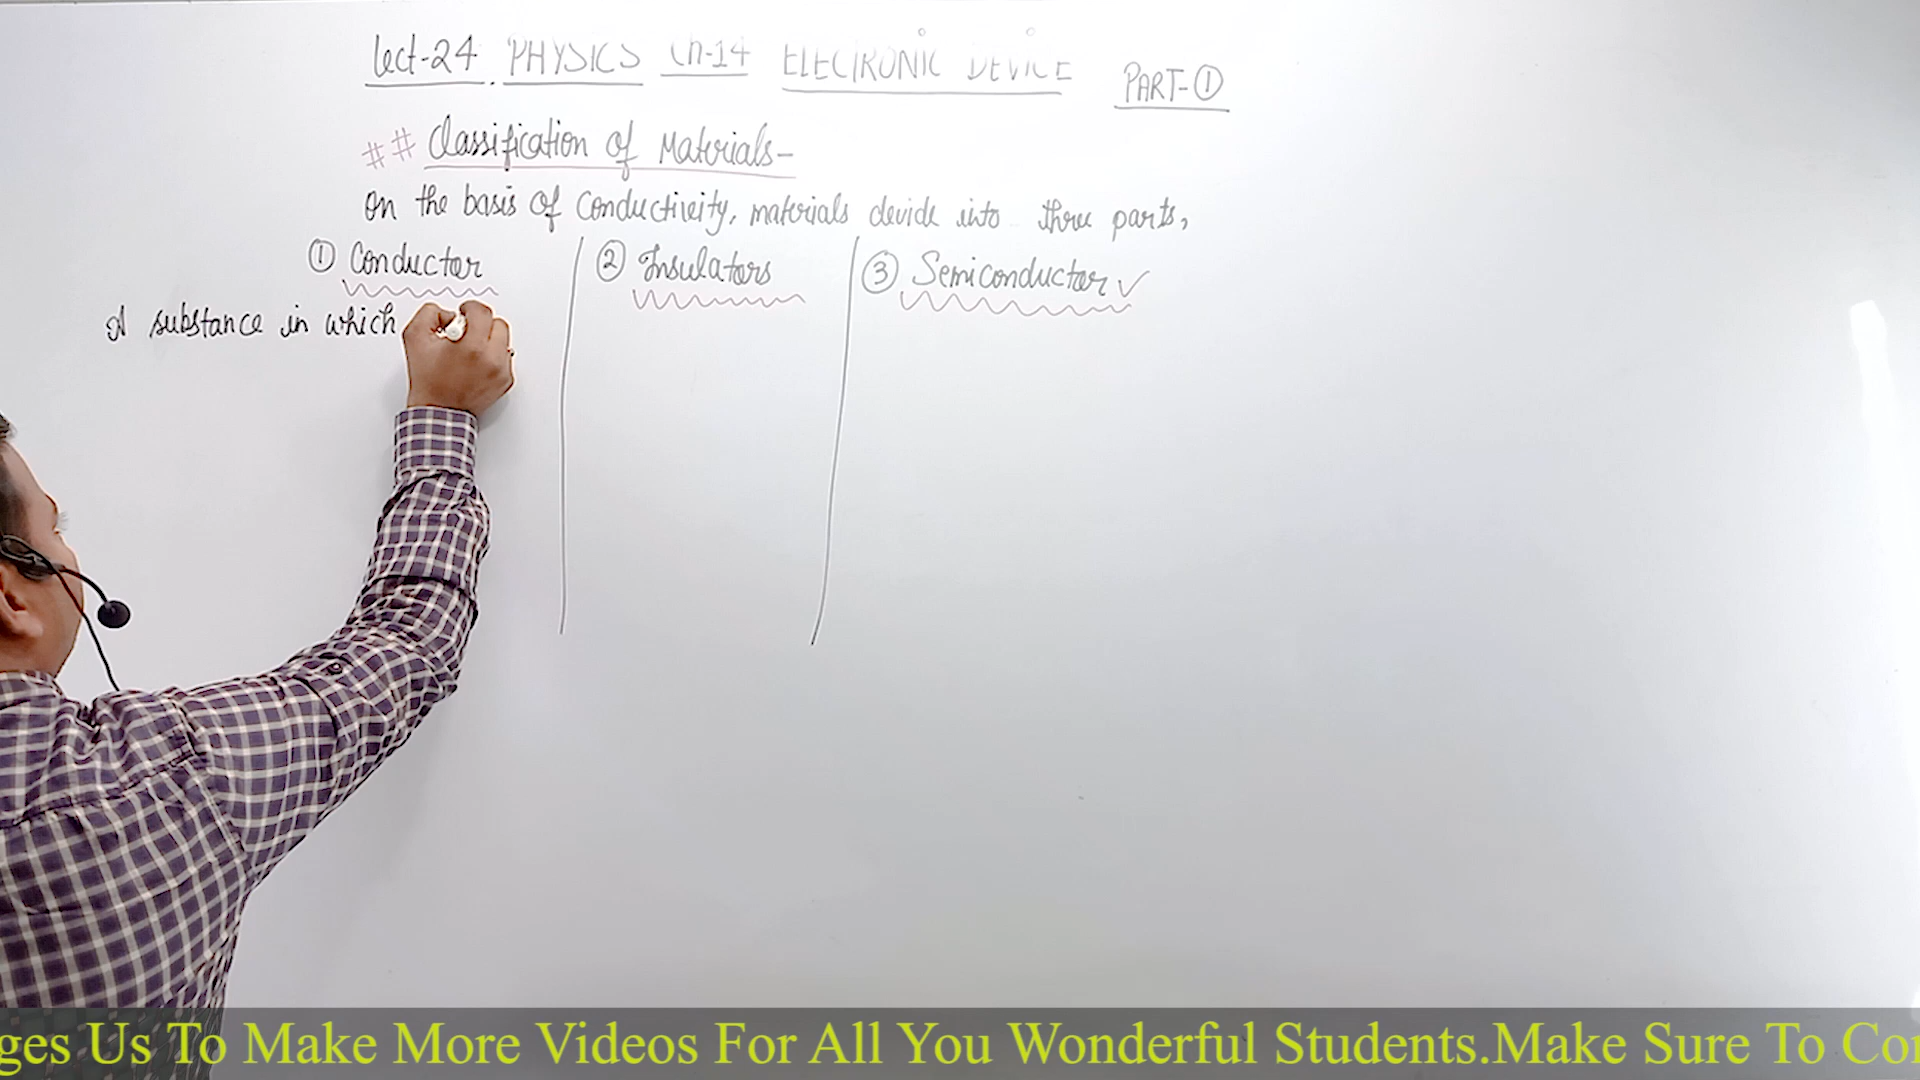 Lect-24 PHYSICS Ch-14 ELECTRONIC DEVICE PART-①
## Classification of Materials-
On the basis of Conductivity, materials devide into three parts,
① Conductor ② Insulators ③ Semiconductor ✓
A substance in which
ges Us To Make More Videos For All You Wonderful Students.Make Sure To Co